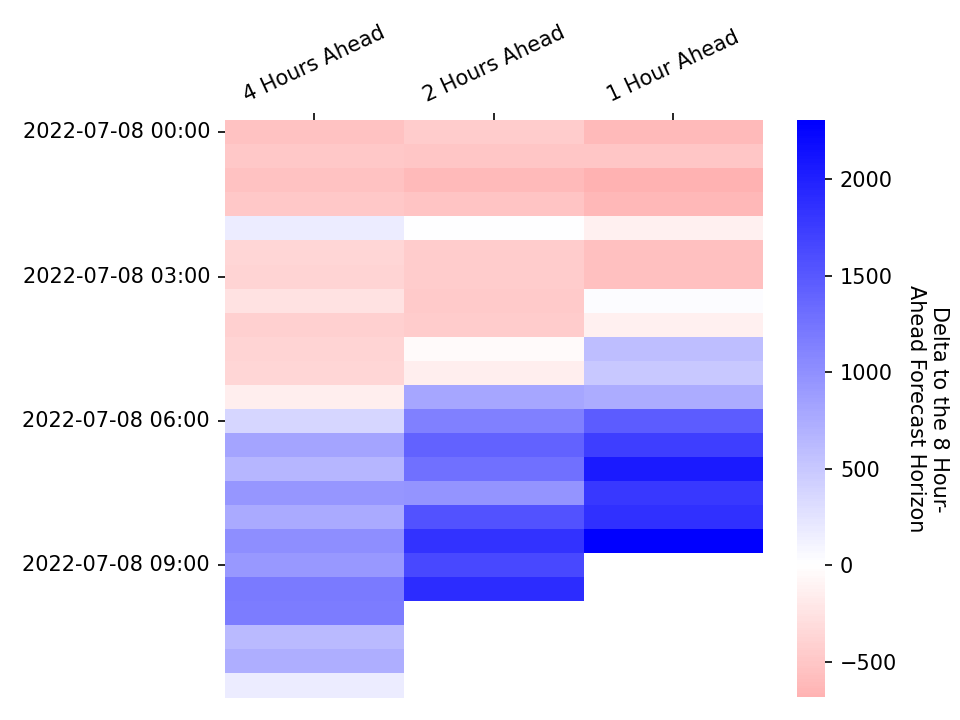 4 Hours Ahead
2 Hours Ahead
1 Hour Ahead
2022-07-08 00:00
2022-07-08 03:00
2022-07-08 06:00
2022-07-08 09:00
2000
1500
1000
500
0
−500
Delta to the 8 Hour-
Ahead Forecast Horizon